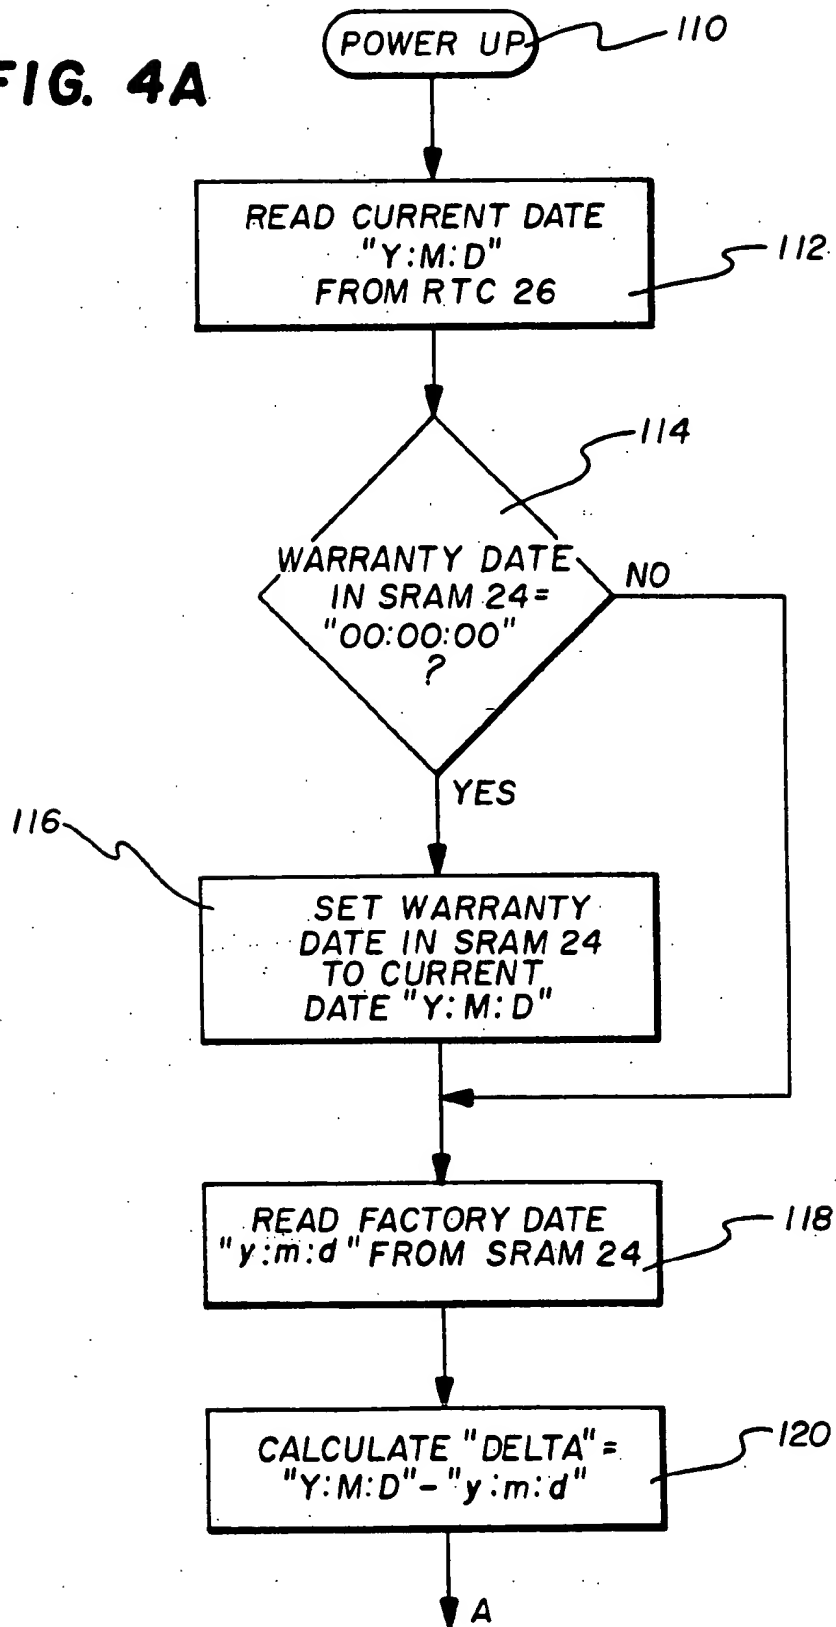 FIG. 4A
POWER UP
110
READ CURRENT DATE
"Y:M:D"
FROM RTC 26
112
114
WARRANTY DATE
IN SRAM 24=
"00:00:00"
?
NO
YES
116
SET WARRANTY
DATE IN SRAM 24
TO CURRENT
DATE "Y:M:D"
READ FACTORY DATE
"y:m:d" FROM SRAM 24
118
CALCULATE "DELTA"=
"Y:M:D"-"y:m:d"
120
A